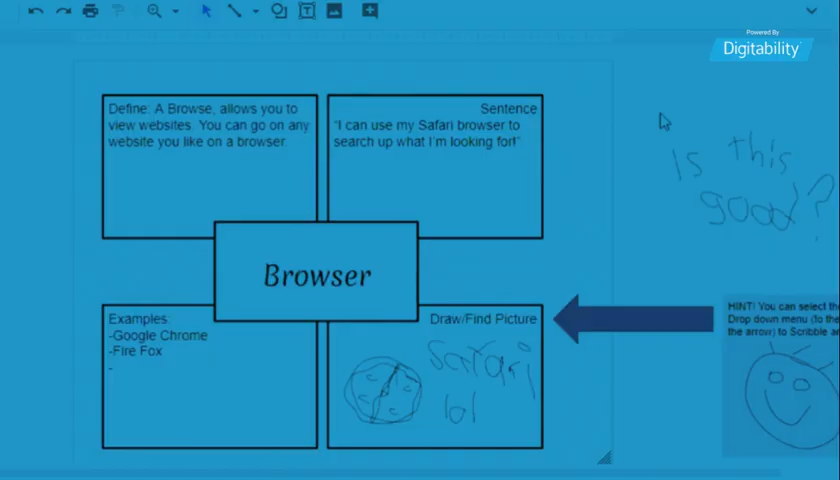 Powered By
Digitability
Define: A Browse, allows you to
view websites. You can go on any
website you like on a browser.
Sentence
"I can use my Safari browser to
search up what I'm looking for!"
Is this
good?
Browser
Examples:
-Google Chrome
-Fire Fox
-
Draw/Find Picture
Safari
lol
HINT! You can select the
Drop down menu (to the
the arrow) to Scribble